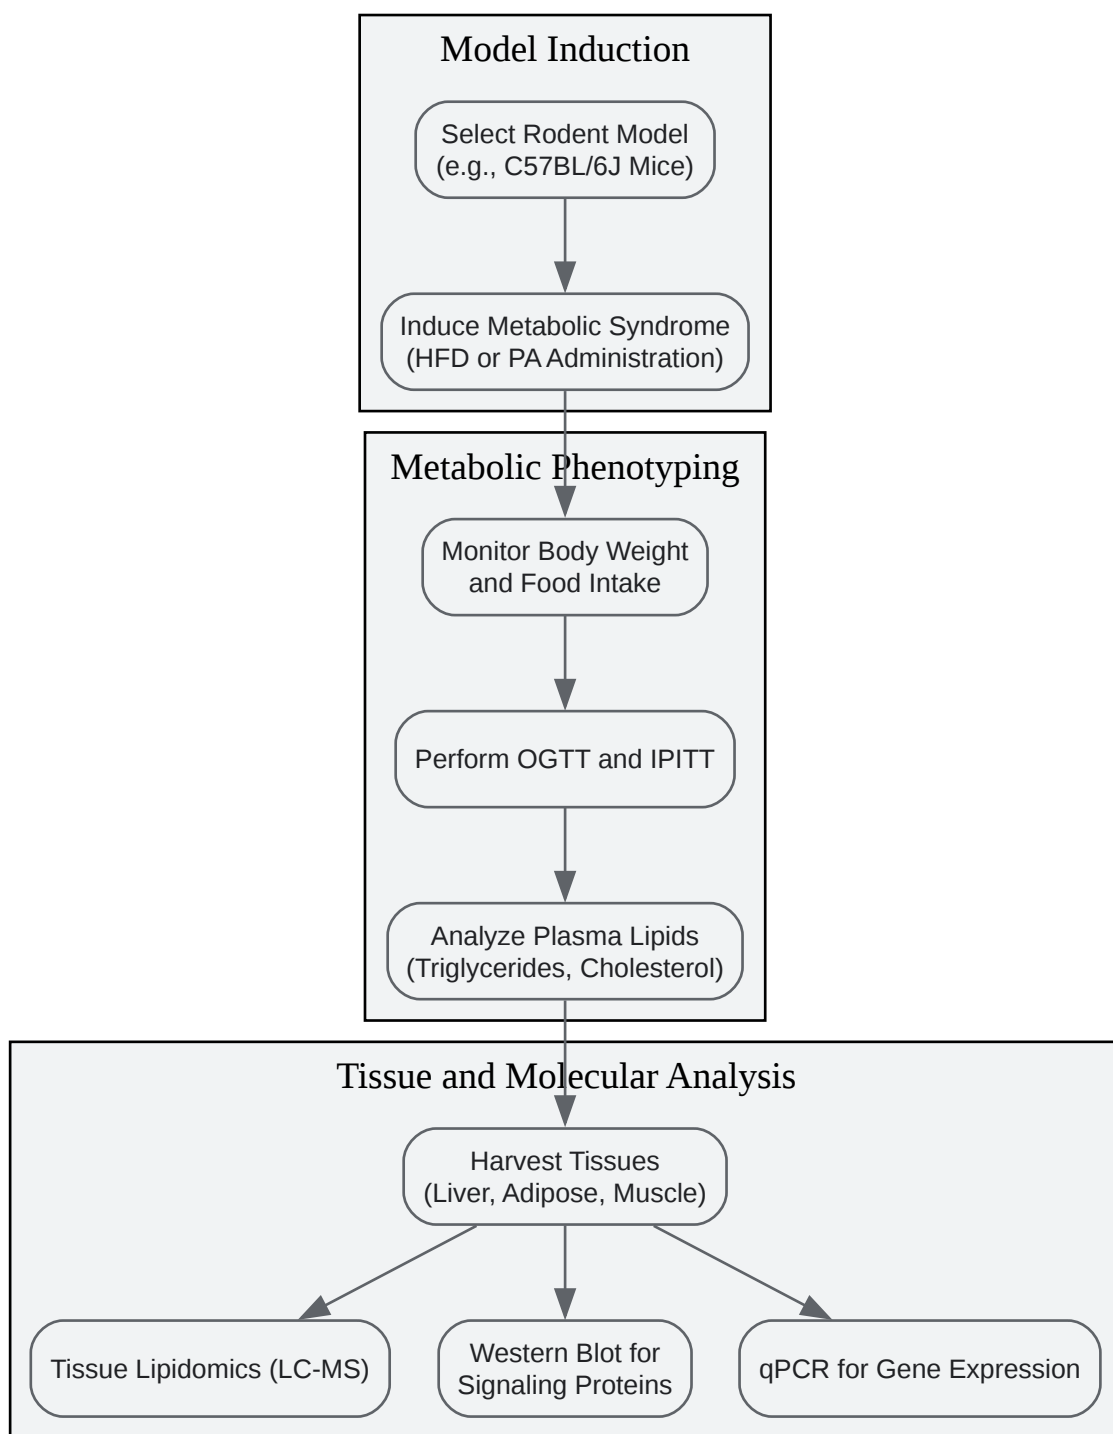 Model Induction
Select Rodent Model
(e.g., C57BL/6J Mice)
Induce Metabolic Syndrome
(HFD or PA Administration)
Metabolic Phenotyping
Monitor Body Weight
and Food Intake
Perform OGTT and IPITT
Analyze Plasma Lipids
(Triglycerides, Cholesterol)
Tissue and Molecular Analysis
Harvest Tissues
(Liver, Adipose, Muscle)
Tissue Lipidomics (LC-MS)
Western Blot for
Signaling Proteins
qPCR for Gene Expression